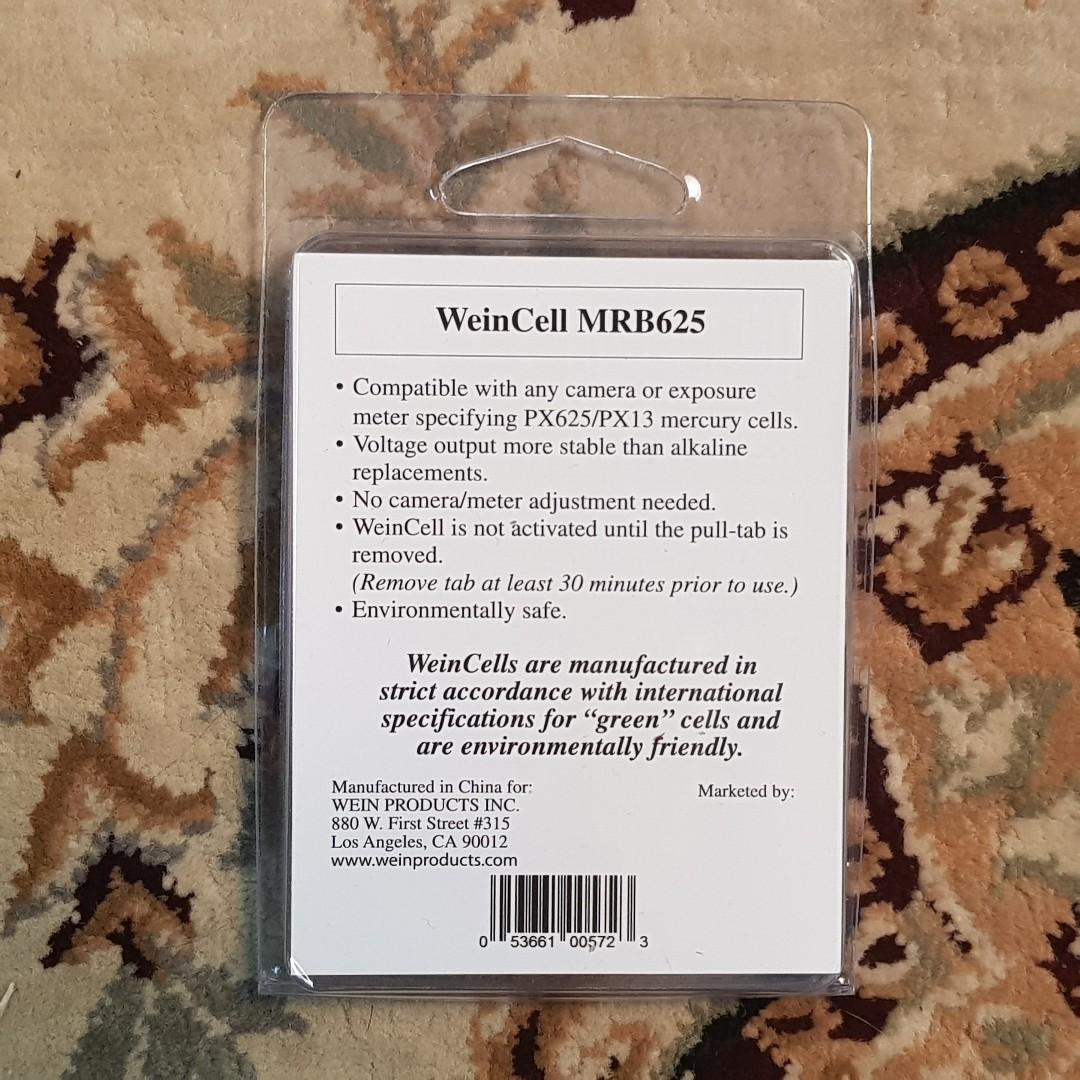 WeinCell MRB625
• Compatible with any camera or exposure
meter specifying PX625/PX13 mercury cells.
• Voltage output more stable than alkaline
replacements.
• No camera/meter adjustment needed.
• WeinCell is not activated until the pull-tab is
removed.
(Remove tab at least 30 minutes prior to use.)
• Environmentally safe.
WeinCells are manufactured in
strict accordance with international
specifications for “green” cells and
are environmentally friendly.
Manufactured in China for:
WEIN PRODUCTS INC.
880 W. First Street #315
Los Angeles, CA 90012
www.weinproducts.com
Marketed by:
0 53661 00572 3